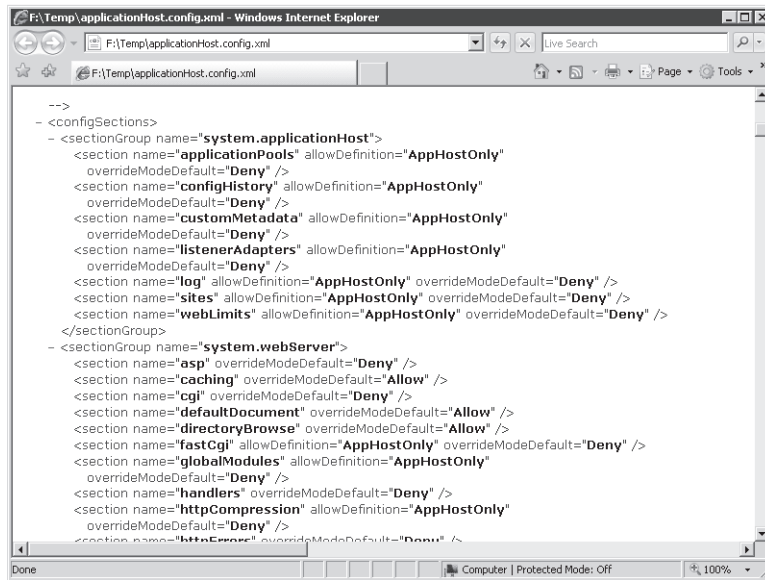 F:\Temp\applicationHost.config.xml - Windows Internet Explorer
F:\Temp\applicationHost.config.xml
Live Search
F:\Temp\applicationHost.config.xml
Page
Tools
-->
- <configSections>
- <sectionGroup name="system.applicationHost">
<section name="applicationPools" allowDefinition="AppHostOnly"
overrideModeDefault="Deny" />
<section name="configHistory" allowDefinition="AppHostOnly"
overrideModeDefault="Deny" />
<section name="customMetadata" allowDefinition="AppHostOnly"
overrideModeDefault="Deny" />
<section name="listenerAdapters" allowDefinition="AppHostOnly"
overrideModeDefault="Deny" />
<section name="log" allowDefinition="AppHostOnly" overrideModeDefault="Deny" />
<section name="sites" allowDefinition="AppHostOnly" overrideModeDefault="Deny" />
<section name="webLimits" allowDefinition="AppHostOnly" overrideModeDefault="Deny" />
</sectionGroup>
- <sectionGroup name="system.webServer">
<section name="asp" overrideModeDefault="Deny" />
<section name="caching" overrideModeDefault="Allow" />
<section name="cgi" overrideModeDefault="Deny" />
<section name="defaultDocument" overrideModeDefault="Allow" />
<section name="directoryBrowse" overrideModeDefault="Allow" />
<section name="fastCgi" allowDefinition="AppHostOnly" overrideModeDefault="Deny" />
<section name="globalModules" allowDefinition="AppHostOnly"
overrideModeDefault="Deny" />
<section name="handlers" overrideModeDefault="Deny" />
<section name="httpCompression" allowDefinition="AppHostOnly"
overrideModeDefault="Deny" />
<section name="httpErrors" overrideModeDefault="Deny" />
Done
Computer | Protected Mode: Off
100%